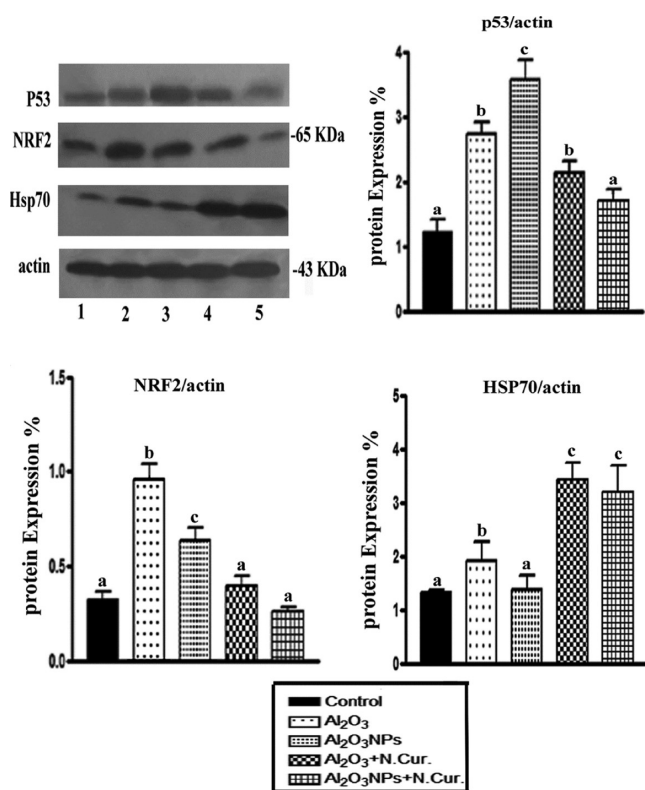 P53
NRF2
-65 KDa
Hsp70
actin
-43 KDa
1 2 3 4 5
p53/actin
protein Expression %
4
3
2
1
0
a
b
c
b
a
NRF2/actin
protein Expression %
1.5
1.0
0.5
0.0
a
b
c
a
a
HSP70/actin
protein Expression %
5
4
3
2
1
0
a
b
a
c
c
Control
Al₂O₃
Al₂O₃NPs
Al₂O₃+N.Cur.
Al₂O₃NPs+N.Cur.